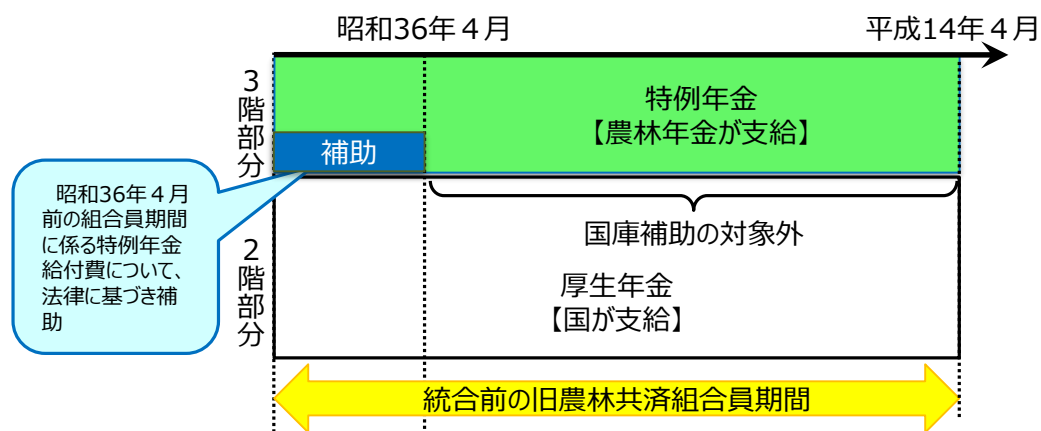 昭和36年４月
平成14年４月
３階部分
特例年金
【農林年金が支給】
補助
昭和36年４月
前の組合員期間
に係る特例年金
給付費について、
法律に基づき補
助
国庫補助の対象外
２階部分
厚生年金
【国が支給】
統合前の旧農林共済組合員期間